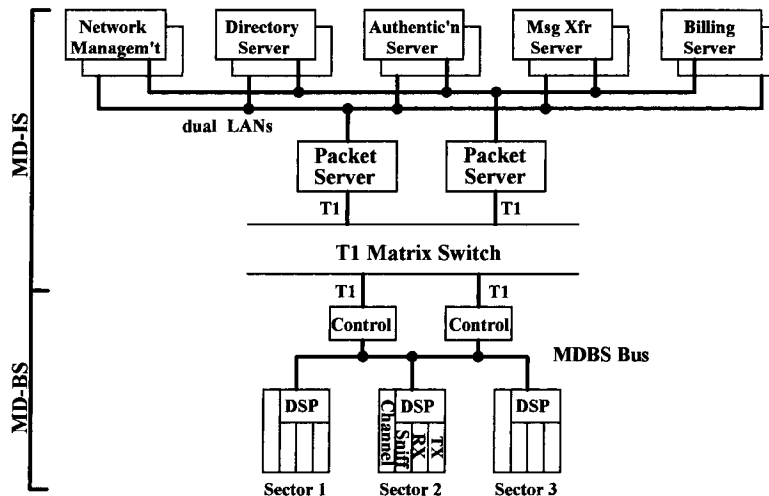 Network Managem't
Directory Server
Authentic'n Server
Msg Xfr Server
Billing Server
dual LANs
MD-IS
Packet Server
Packet Server
T1
T1
T1 Matrix Switch
T1
T1
Control
Control
MDBS Bus
MD-BS
DSP
DSP
DSP
Channel
Sniff
RX
TX
Sector 1
Sector 2
Sector 3